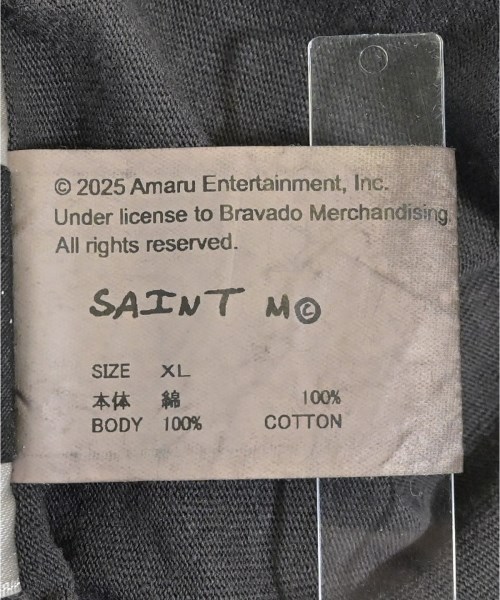 © 2025 Amaru Entertainment, Inc.
Under license to Bravado Merchandising.
All rights reserved.
SAINT M©
SIZE XL
本体 綿 100%
BODY 100% COTTON